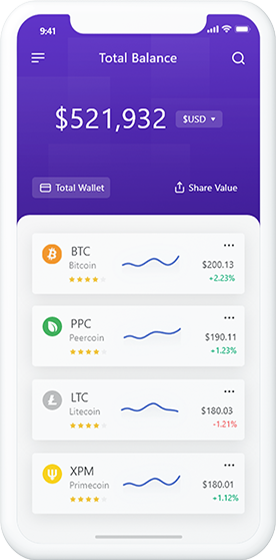 9:41
Total Balance
$521,932 $USD
Total Wallet Share Value
BTC
Bitcoin
$200.13
+2.23%
PPC
Peercoin
$190.11
+1.23%
LTC
Litecoin
$180.03
-1.21%
XPM
Primecoin
$180.01
+1.12%